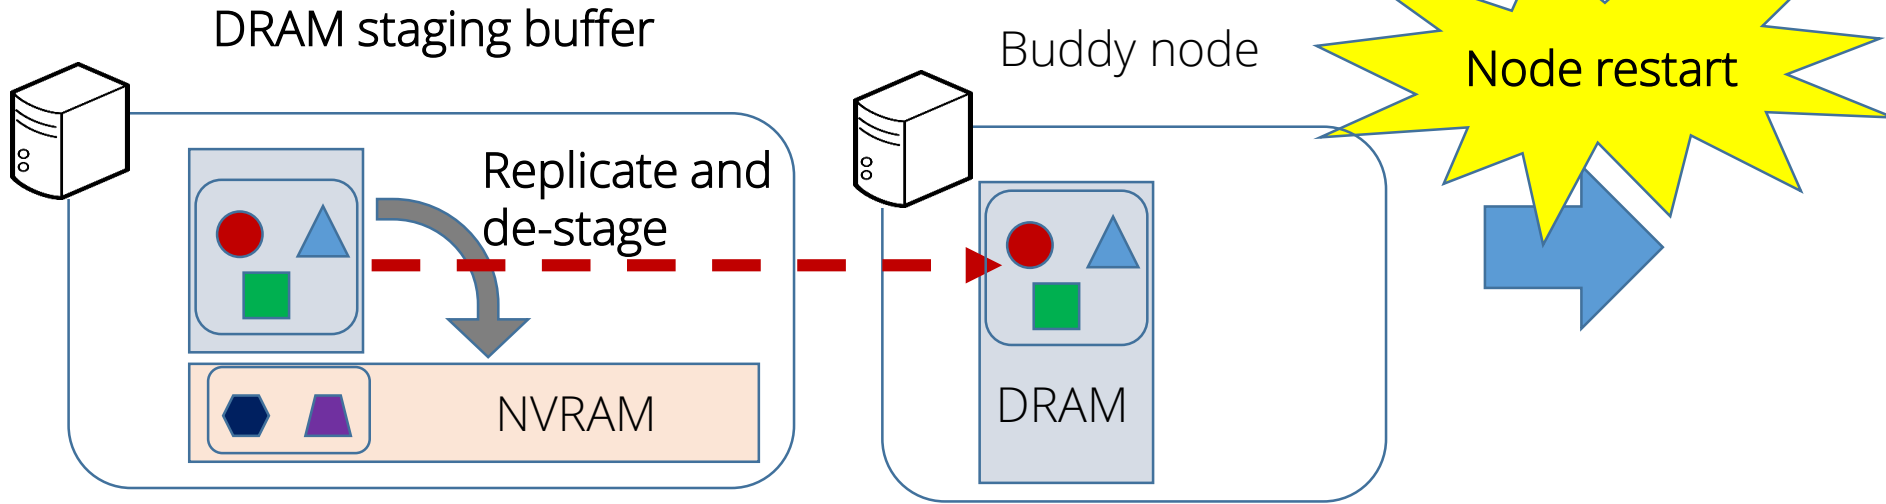 DRAM staging buffer
Buddy node
Node restart
Replicate and
de-stage
NVRAM
DRAM